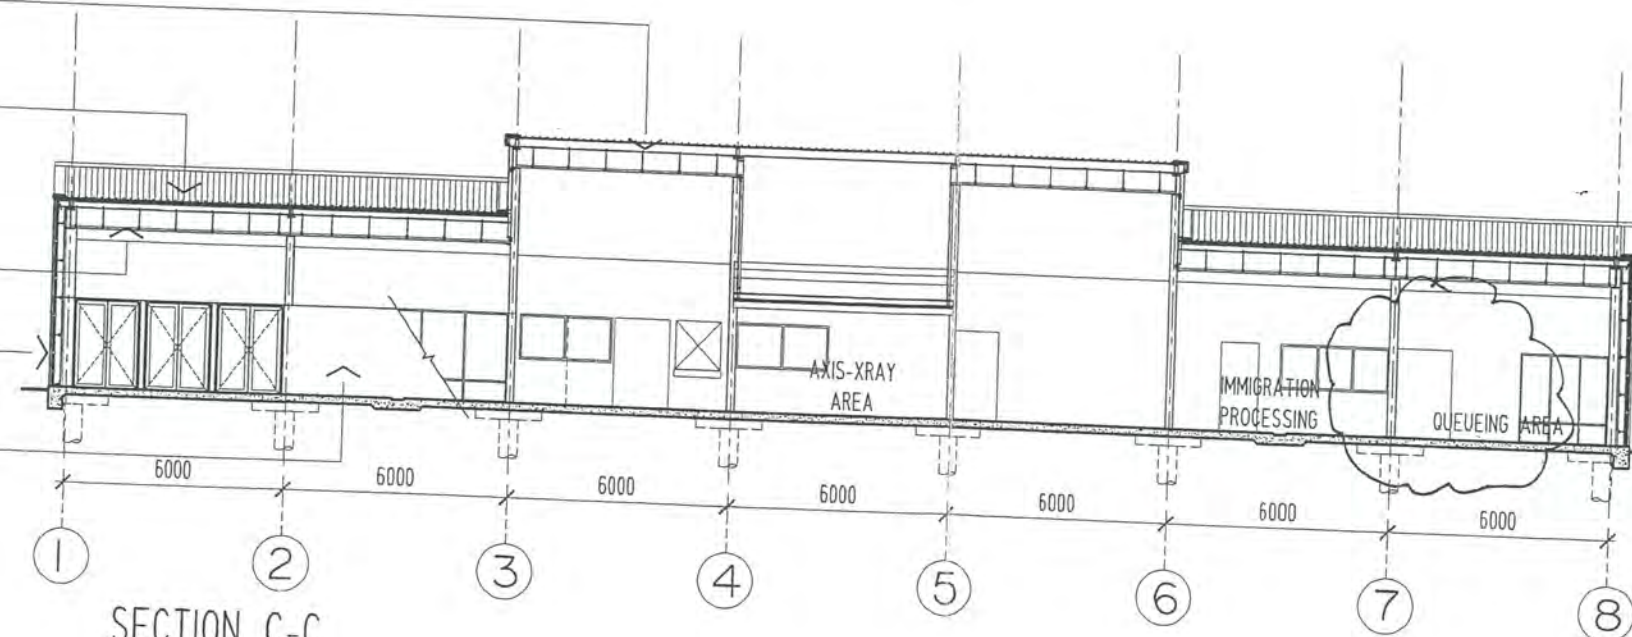 AXIS-XRAY
AREA
IMMIGRATION
PROCESSING
QUEUEING AREA
6000
6000
6000
6000
6000
6000
6000
1
2
3
4
5
6
7
8
SECTION C-C